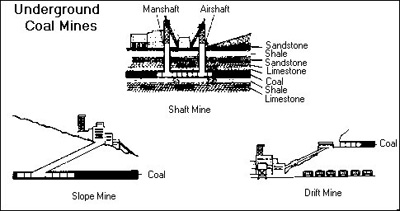 Underground
Coal Mines
Manshaft Airshaft
Sandstone
Shale
Sandstone
Limestone
Coal
Shale
Limestone
Shaft Mine
Coal
Slope Mine
Coal
Drift Mine